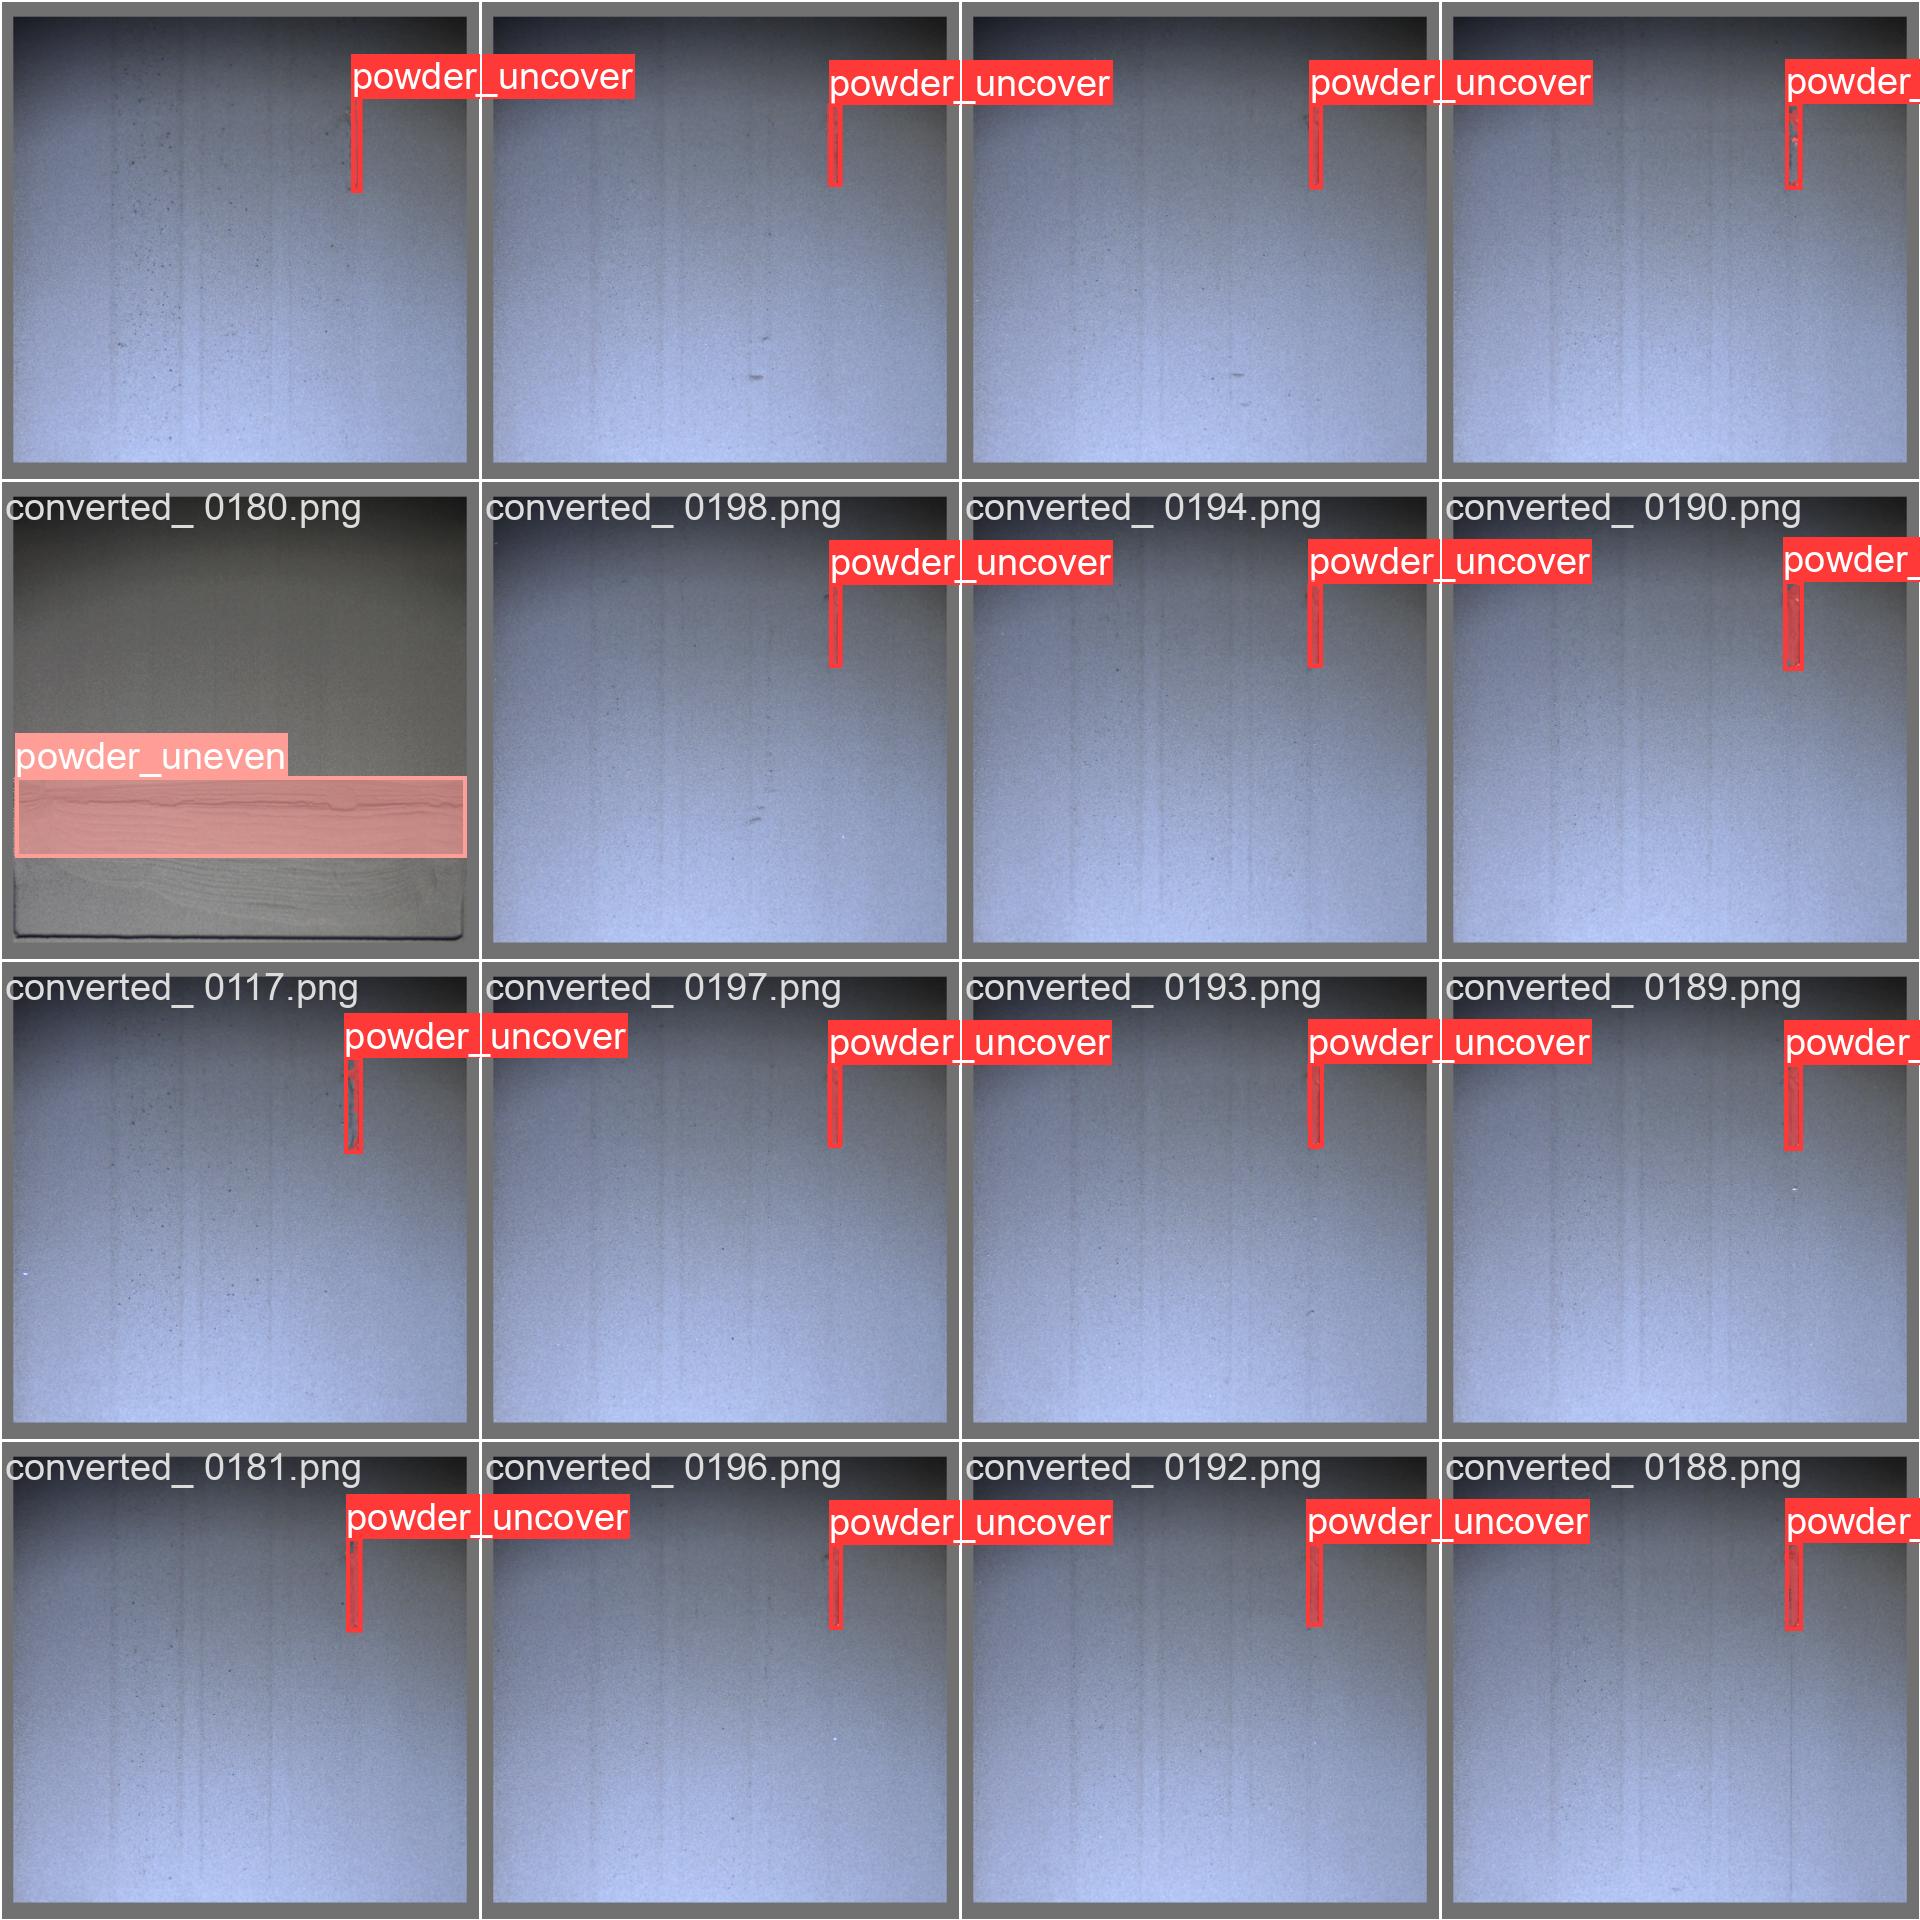 powder_uncover
powder_uncover
powder_uncover
powder_
converted_ 0180.png
converted_ 0198.png
converted_ 0194.png
converted_ 0190.png
powder_uncover
powder_uncover
powder_
powder_uneven
converted_ 0117.png
converted_ 0197.png
converted_ 0193.png
converted_ 0189.png
powder_uncover
powder_uncover
powder_uncover
powder_
converted_ 0181.png
converted_ 0196.png
converted_ 0192.png
converted_ 0188.png
powder_uncover
powder_uncover
powder_uncover
powder_